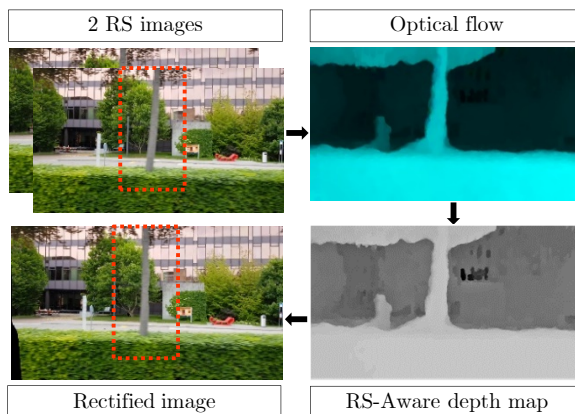 2 RS images
Optical flow
Rectified image
RS-Aware depth map